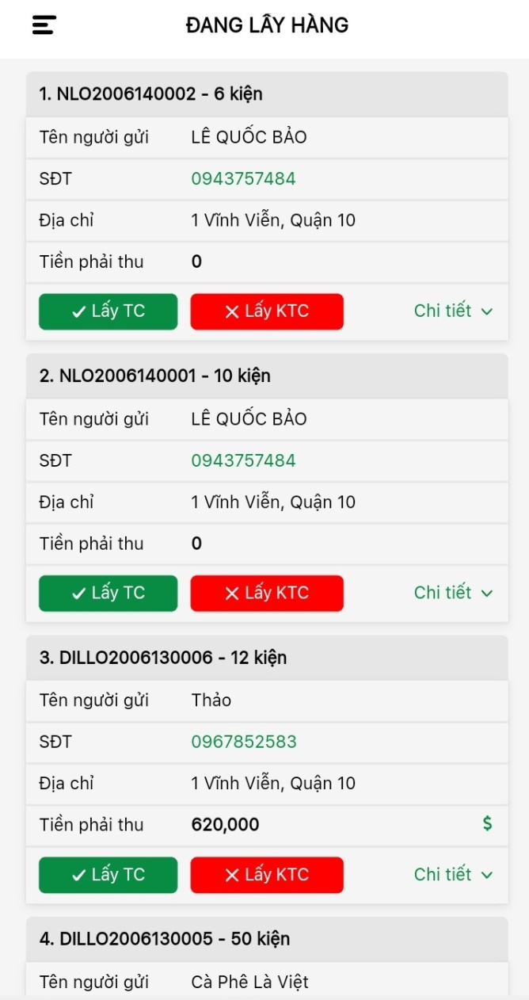 ĐANG LẤY HÀNG
1. NLO2006140002 - 6 kiện
Tên người gửi LÊ QUỐC BẢO
SĐT 0943757484
Địa chỉ 1 Vĩnh Viễn, Quận 10
Tiền phải thu 0
Lấy TC Lấy KTC Chi tiết
2. NLO2006140001 - 10 kiện
Tên người gửi LÊ QUỐC BẢO
SĐT 0943757484
Địa chỉ 1 Vĩnh Viễn, Quận 10
Tiền phải thu 0
Lấy TC Lấy KTC Chi tiết
3. DILLO2006130006 - 12 kiện
Tên người gửi Thảo
SĐT 0967852583
Địa chỉ 1 Vĩnh Viễn, Quận 10
Tiền phải thu 620,000 $
Lấy TC Lấy KTC Chi tiết
4. DILLO2006130005 - 50 kiện
Tên người gửi Cà Phê Là Việt